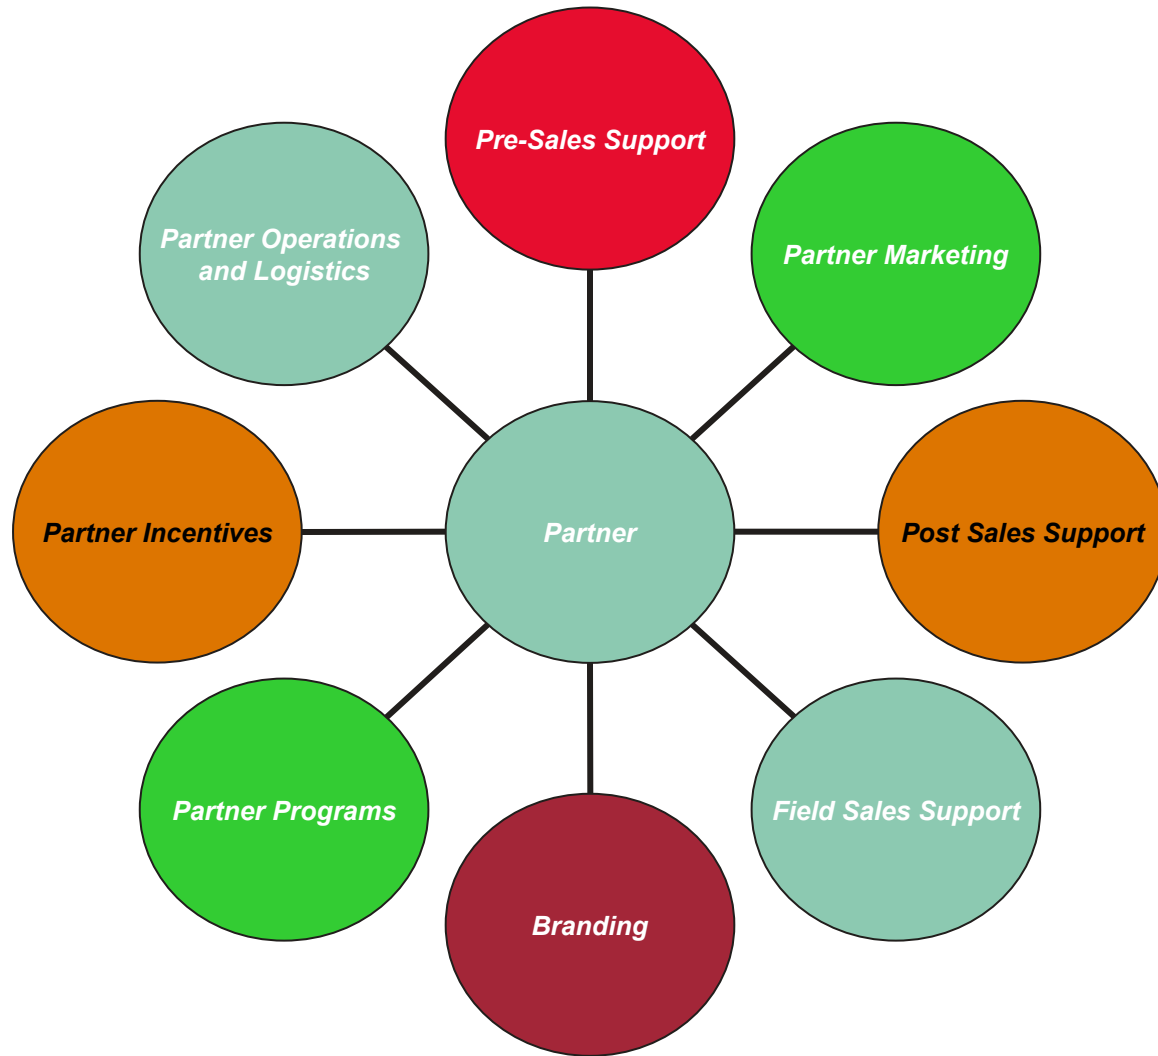 Pre-Sales Support
Partner Operations
and Logistics
Partner Marketing
Partner Incentives
Partner
Post Sales Support
Partner Programs
Field Sales Support
Branding